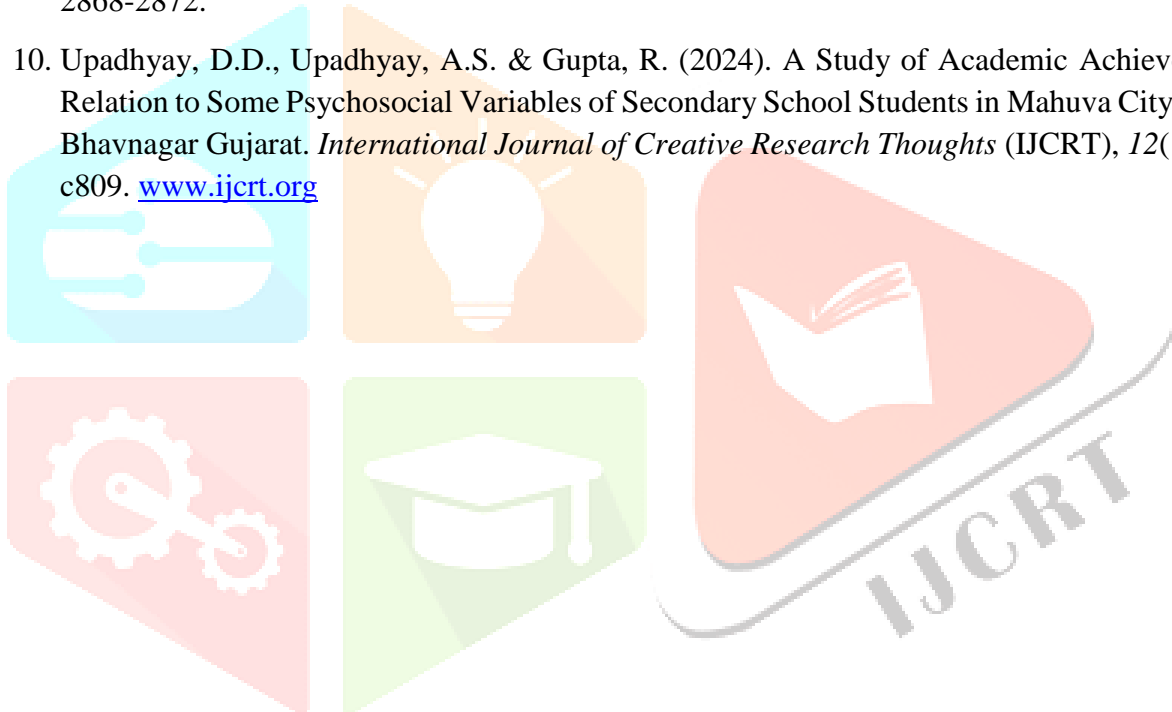 2868-2872.
10. Upadhyay, D.D., Upadhyay, A.S. & Gupta, R. (2024). A Study of Academic Achiev
Relation to Some Psychosocial Variables of Secondary School Students in Mahuva City
Bhavnagar Gujarat. International Journal of Creative Research Thoughts (IJCRT), 12(
c809. www.ijcrt.org
IJCRT